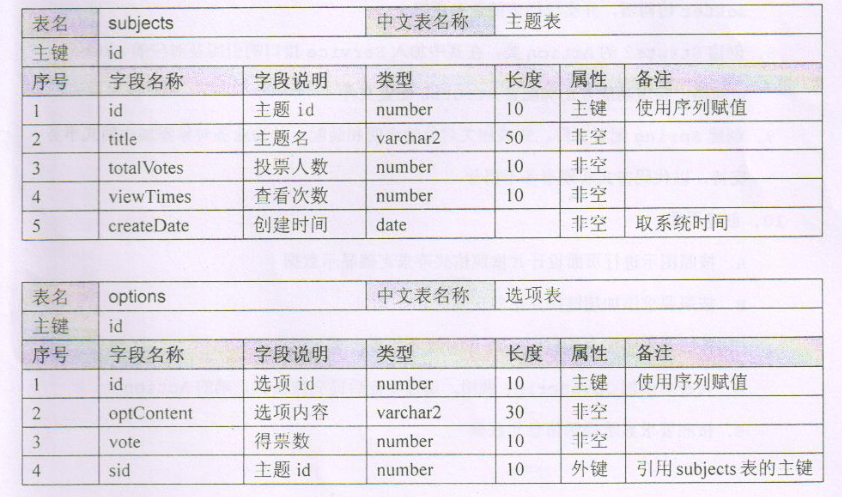 表名 subjects 中文表名称 主题表
主键 id
序号 字段名称 字段说明 类型 长度 属性 备注
1 id 主题 id number 10 主键 使用序列赋值
2 title 主题名 varchar2 50 非空
3 totalVotes 投票人数 number 10 非空
4 viewTimes 查看次数 number 10 非空
5 createDate 创建时间 date 非空 取系统时间
表名 options 中文表名称 选项表
主键 id
序号 字段名称 字段说明 类型 长度 属性 备注
1 id 选项 id number 10 主键 使用序列赋值
2 optContent 选项内容 varchar2 30 非空
3 vote 得票数 number 10 非空
4 sid 主题 id number 10 外键 引用 subjects 表的主键